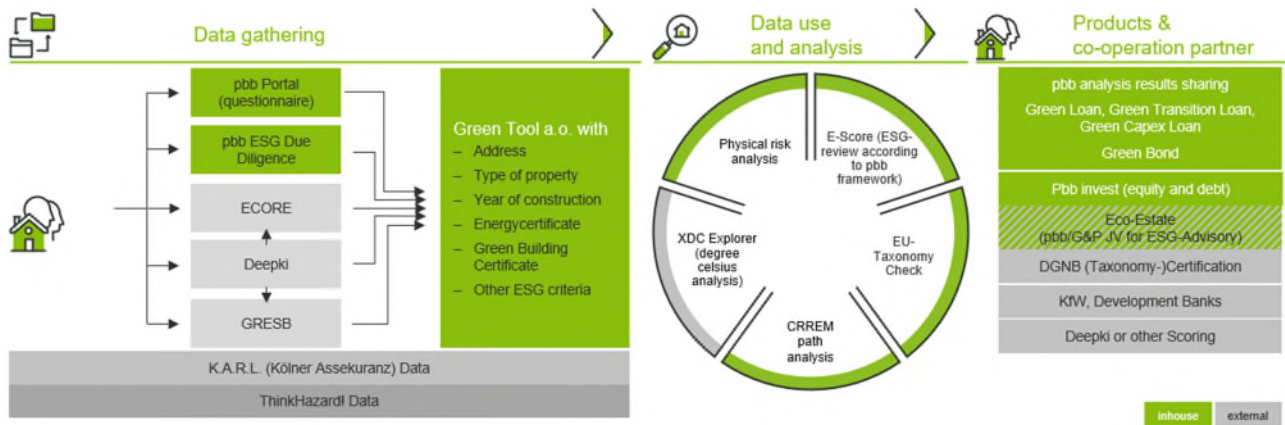 Data gathering
pbb Portal
(questionnaire)
pbb ESG Due
Diligence
ECORE
Deepki
GRESB
Green Tool a.o. with
– Address
– Type of property
– Year of construction
– Energycertificate
– Green Building
Certificate
– Other ESG criteria
K.A.R.L. (Kölner Assekuranz) Data
ThinkHazard! Data
Data use
and analysis
Physical risk
analysis
E-Score (ESG-
review according
to pbb
framework)
XDC Explorer
(degree
celsius
analysis)
EU-
Taxonomy
Check
CRREM
path
analysis
Products &
co-operation partner
pbb analysis results sharing
Green Loan, Green Transition Loan,
Green Capex Loan
Green Bond
Pbb invest (equity and debt)
Eco-Estate
(pbb/G&P JV for ESG-Advisory)
DGNB (Taxonomy-)Certification
KfW, Development Banks
Deepki or other Scoring
inhouse
external